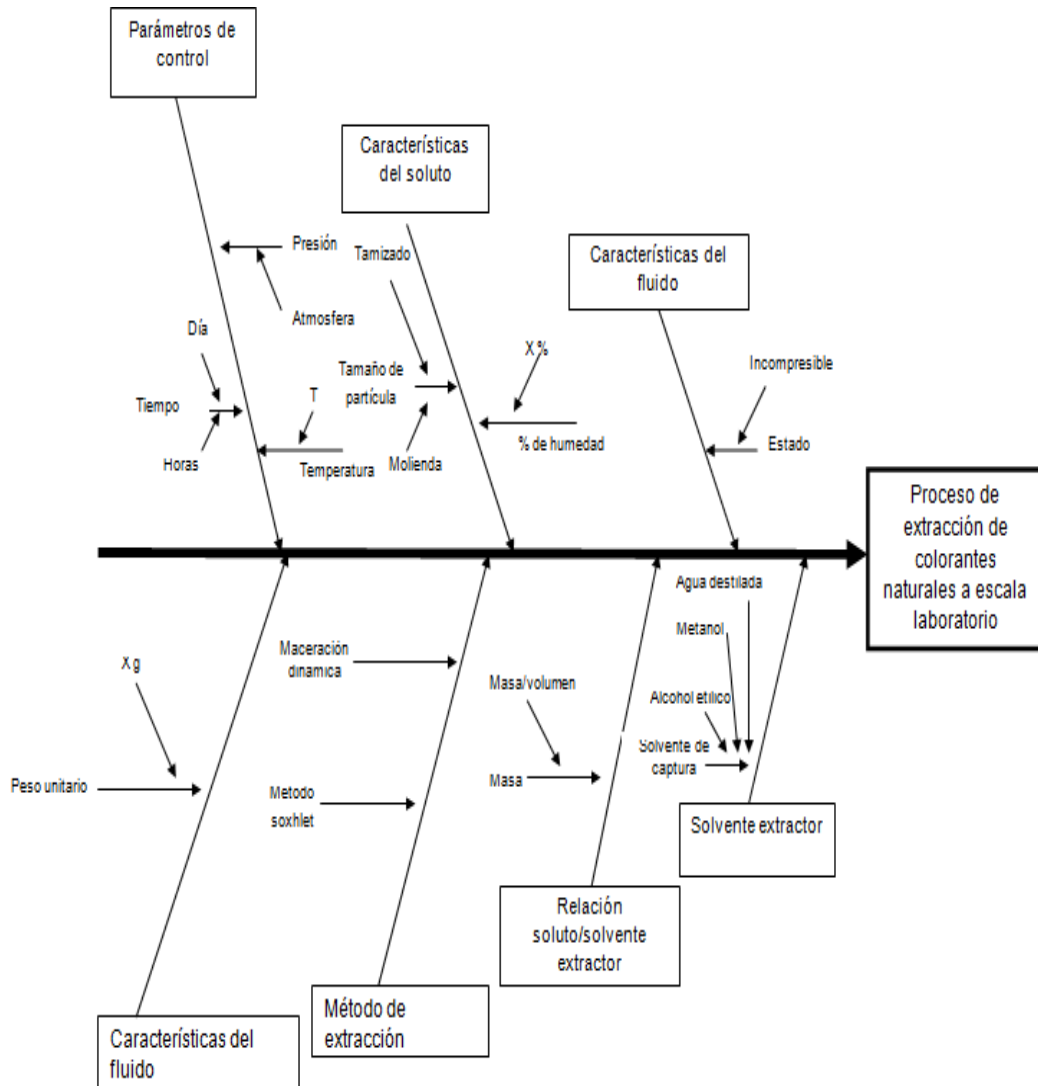 Parámetros de
control
Características
del soluto
Tamizado
Presión
Características del
fluido
Atmosfera
Día
X %
Incompresible
Tamaño de
partícula
T
Tiempo
Estado
% de humedad
Horas
Temperatura
Molienda
Proceso de
extracción de
colorantes
naturales a escala
laboratorio
Agua destilada
Metanol
Maceración
dinámica
X g
Masa/volumen
Alcohol etílico
Solvente de
captura
Peso unitario
Metodo
soxhlet
Masa
Solvente extractor
Relación
soluto/solvente
extractor
Método de
extracción
Características del
fluido